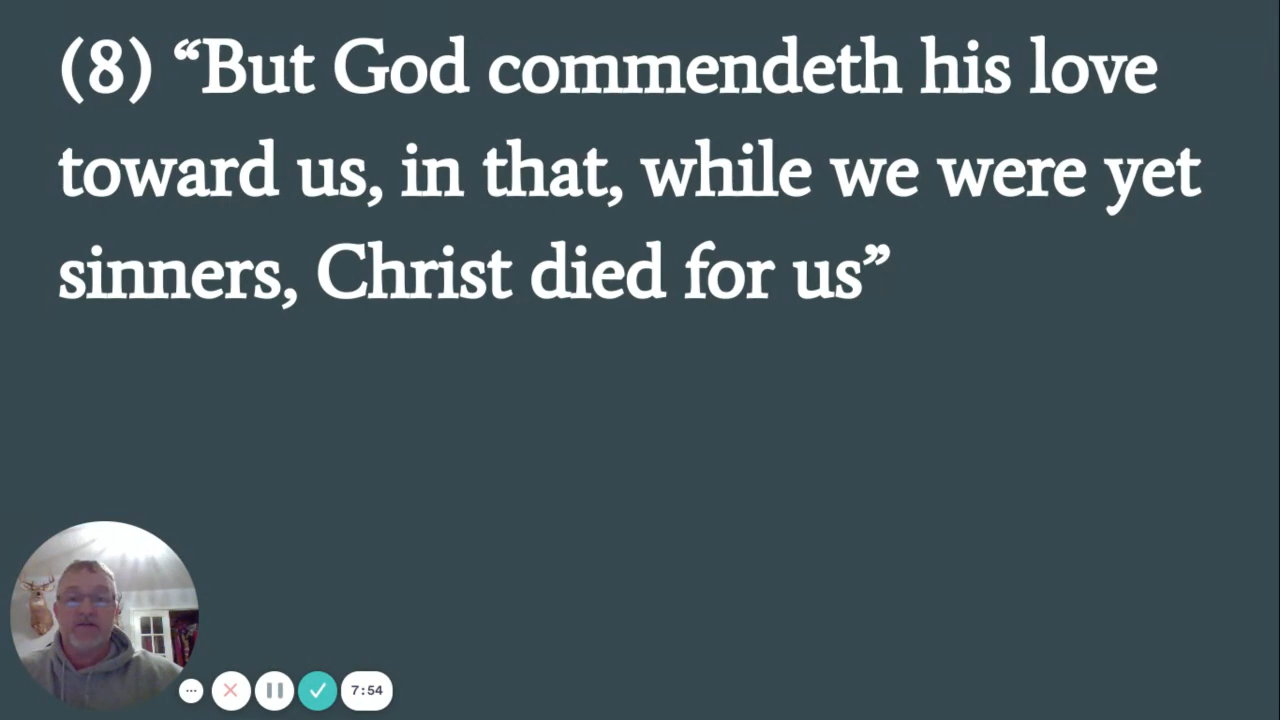 (8) “But God commendeth his love
toward us, in that, while we were yet
sinners, Christ died for us”
7:54